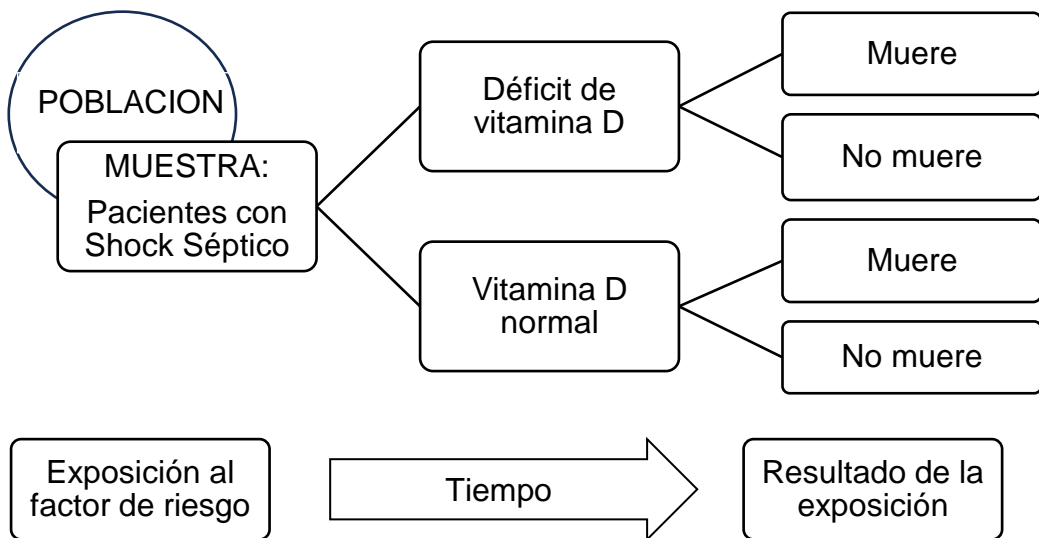 POBLACION
MUESTRA:
Pacientes con
Shock Séptico
Déficit de
vitamina D
Muere
No muere
Vitamina D
normal
Muere
No muere
Exposición al
factor de riesgo
Tiempo
Resultado de la
exposición